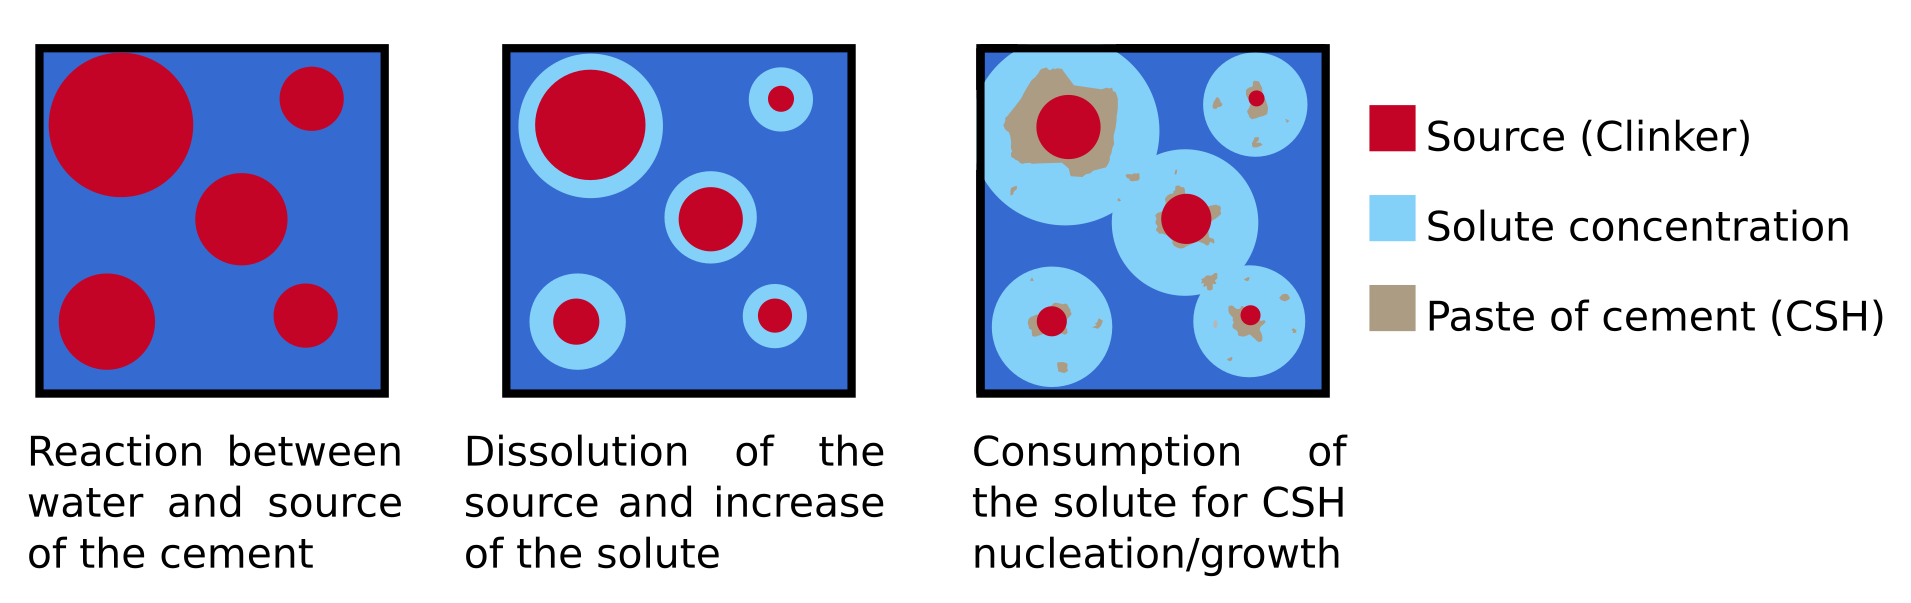 Source (Clinker)
Solute concentration
Paste of cement (CSH)
Reaction between
water and source
of the cement
Dissolution of the
source and increase
of the solute
Consumption of
the solute for CSH
nucleation/growth